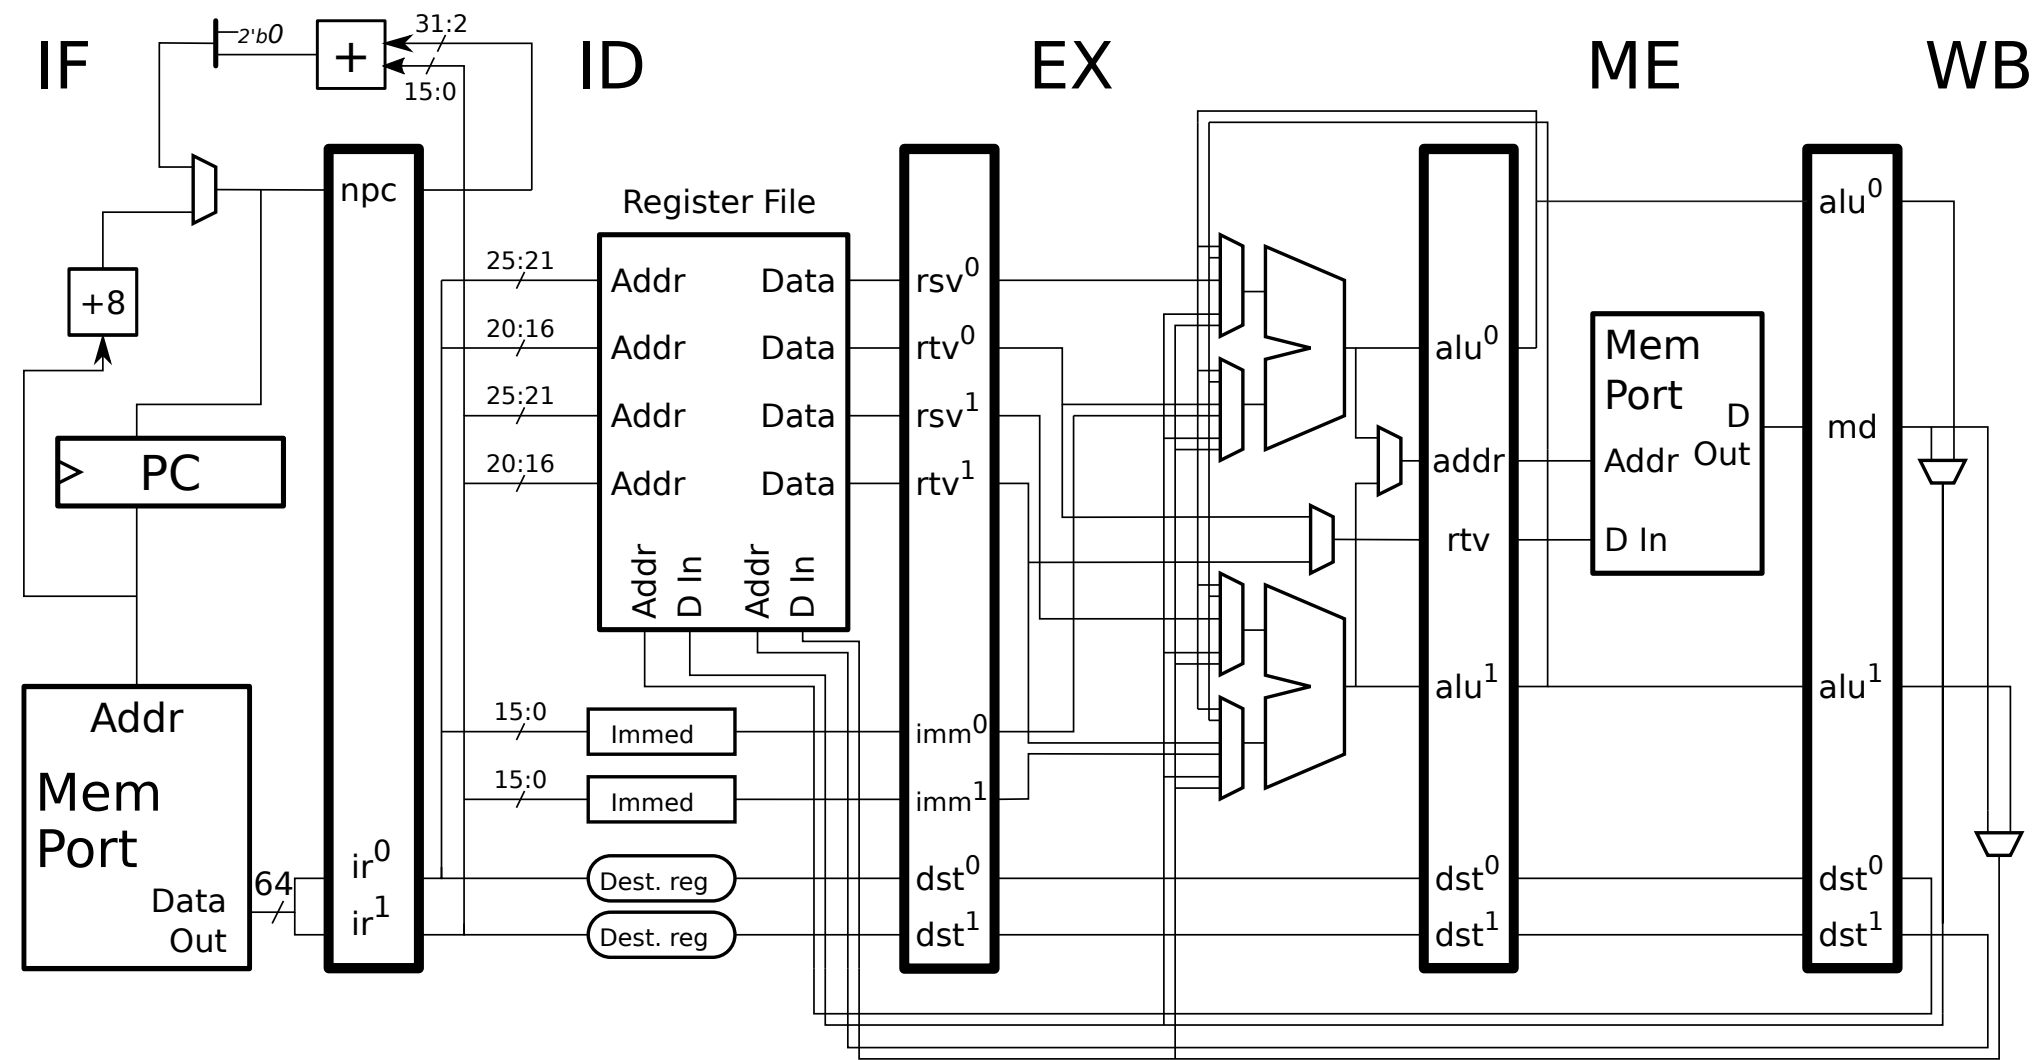 IF
ID
EX
ME
WB
2'b0
+
31:2
15:0
npc
+8
PC
Addr
Mem
Port
Data
Out
64
ir0
ir1
Register File
25:21
Addr
Data
20:16
Addr
Data
25:21
Addr
Data
20:16
Addr
Data
Addr
D In
Addr
D In
15:0
Immed
15:0
Immed
Dest. reg
Dest. reg
rsv0
rtv0
rsv1
rtv1
imm0
imm1
dst0
dst1
alu0
addr
rtv
alu1
dst0
dst1
Mem
Port
D
Out
Addr
D In
alu0
md
alu1
dst0
dst1